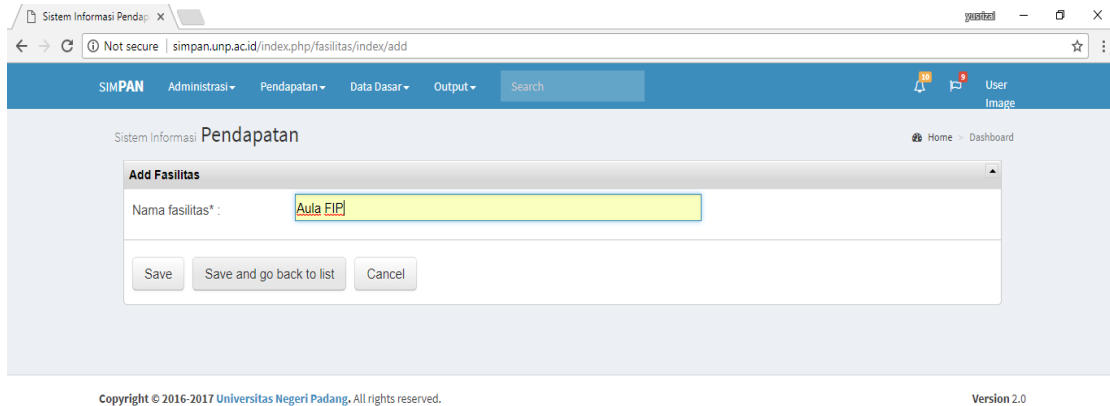 Sistem Informasi Pendap
yusrizal
Not secure | simpan.unp.ac.id/index.php/fasilitas/index/add
SIMPAN Administrasi Pendapatan Data Dasar Output Search 10 9 User Image
Sistem Informasi Pendapatan Home > Dashboard
Add Fasilitas
Nama fasilitas* : Aula FIP
Save Save and go back to list Cancel
Copyright © 2016-2017 Universitas Negeri Padang. All rights reserved. Version 2.0